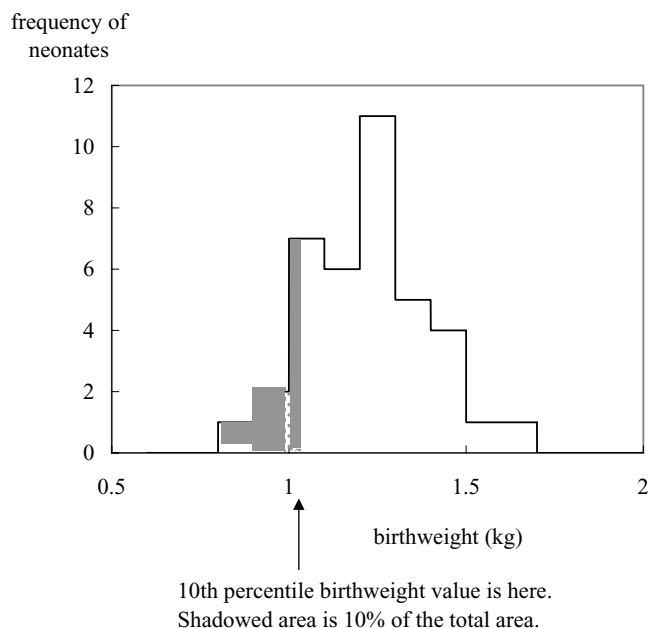 frequency of
neonates
12
10
8
6
4
2
0
0.5 1 1.5 2
birthweight (kg)
10th percentile birthweight value is here.
Shadowed area is 10% of the total area.